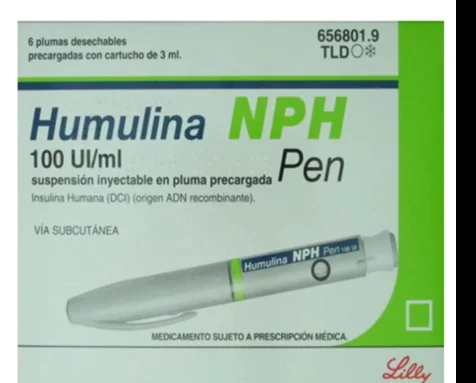 6 plumas desechables
precargadas con cartucho de 3 ml.
656801.9
TLD
Humulina NPH
100 UI/ml
Pen
suspensión inyectable en pluma precargada
Insulina Humana (DCI) (origen ADN recombinante).
VÍA SUBCUTÁNEA
Humulina NPH Pen 100 UI
MEDICAMENTO SUJETO A PRESCRIPCIÓN MÉDICA.
Lilly